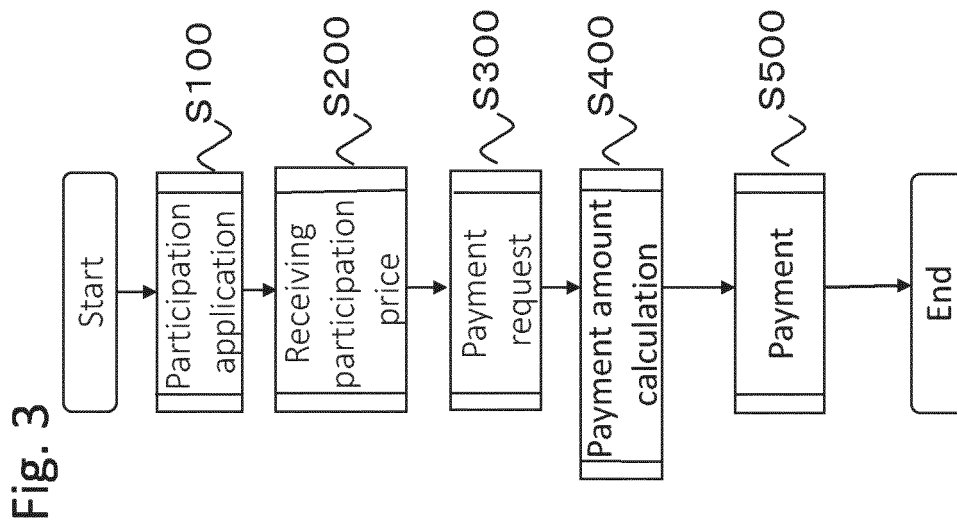 Fig. 3
Start
Participation
application
S100
Receiving
participation
price
S200
Payment
request
S300
Payment amount
calculation
S400
Payment
S500
End